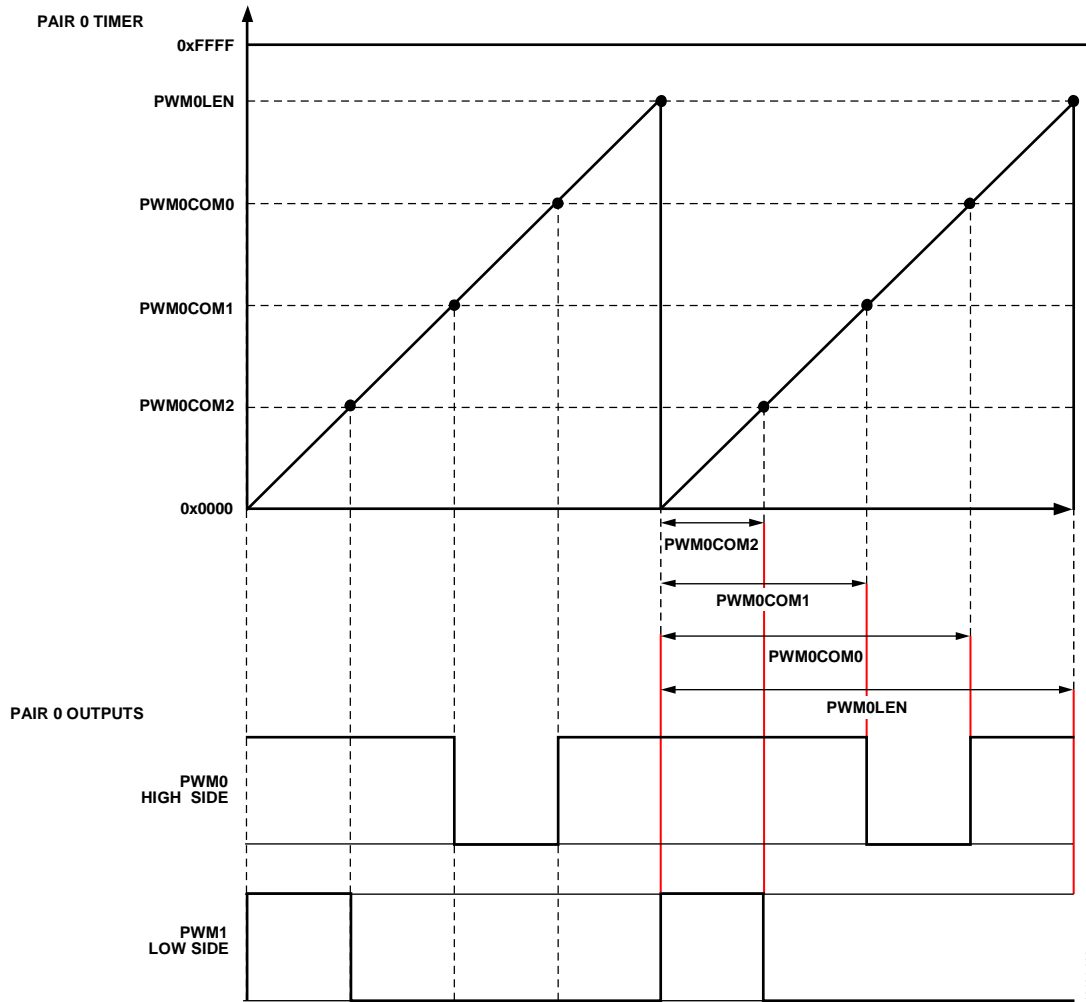 PAIR 0 TIMER
0xFFFF
PWM0LEN
PWM0COM0
PWM0COM1
PWM0COM2
0x0000
PWM0COM2
PWM0COM1
PWM0COM0
PWM0LEN
PAIR 0 OUTPUTS
PWM0
HIGH SIDE
PWM1
LOW SIDE